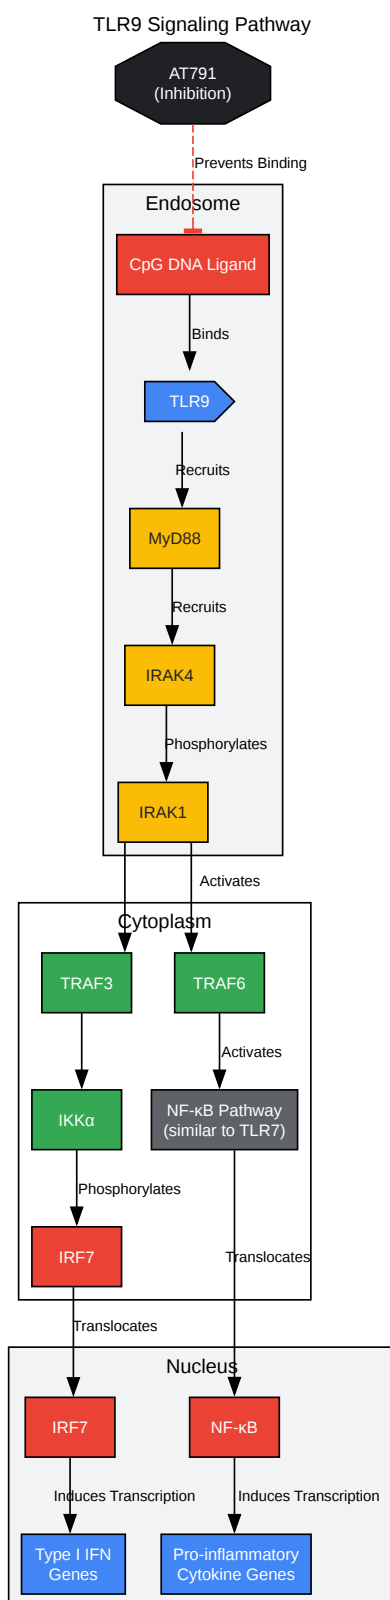 TLR9 Signaling Pathway
AT791
(Inhibition)
Prevents Binding
Endosome
CpG DNA Ligand
Binds
TLR9
Recruits
MyD88
Recruits
IRAK4
Phosphorylates
IRAK1
Activates
Cytoplasm
TRAF3
TRAF6
Activates
IKKα
NF-κB Pathway
(similar to TLR7)
Phosphorylates
IRF7
Translocates
Translocates
Nucleus
IRF7
NF-κB
Induces Transcription
Induces Transcription
Type I IFN
Genes
Pro-inflammatory
Cytokine Genes